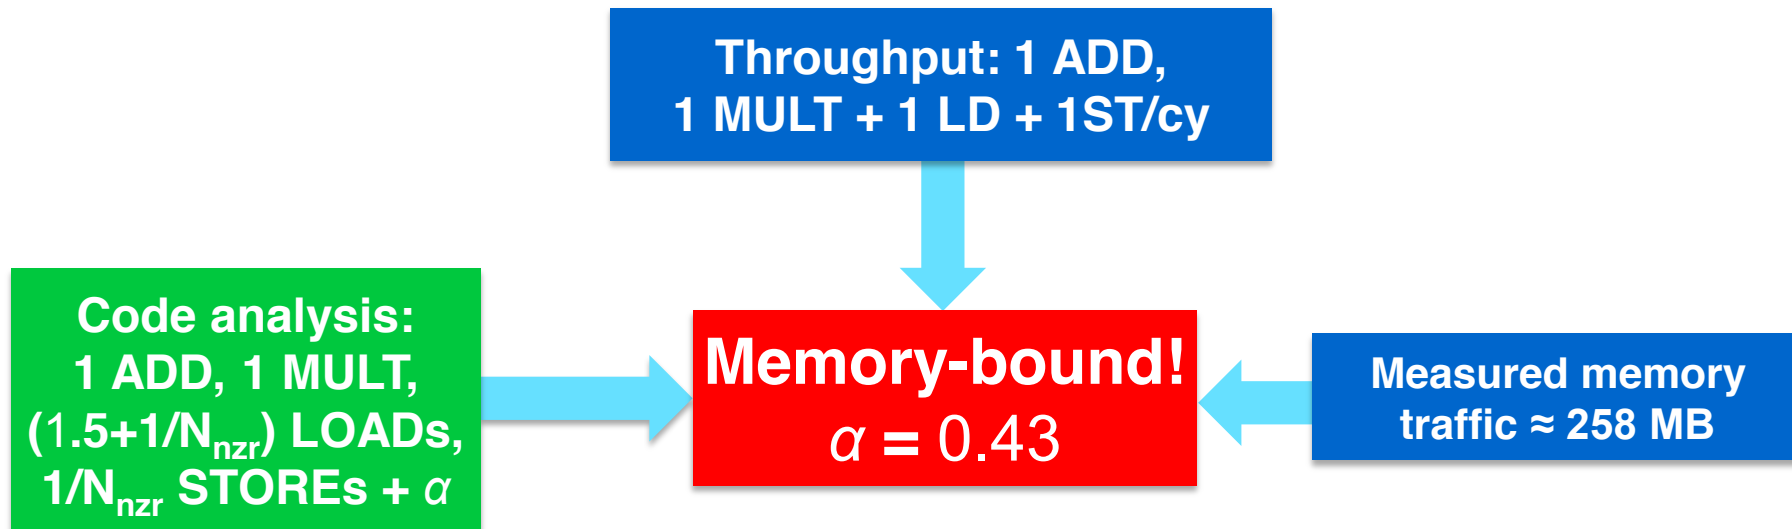 Throughput: 1 ADD,
1 MULT + 1 LD + 1ST/cy
Code analysis:
1 ADD, 1 MULT,
(1.5+1/Nnzr) LOADs,
1/Nnzr STOREs + α
Memory-bound!
α = 0.43
Measured memory
traffic ≈ 258 MB